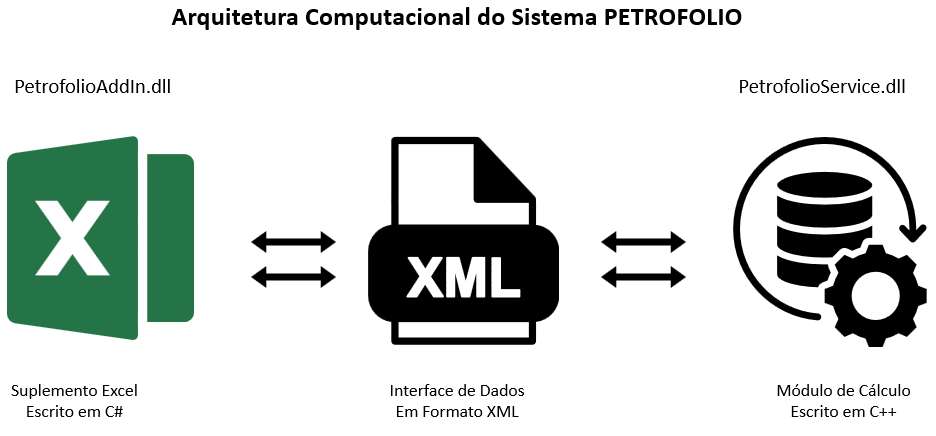 Arquitetura Computacional do Sistema PETROFOLIO
PetrofolioAddIn.dll
PetrofolioService.dll
X
XML
Suplemento Excel
Escrito em C#
Interface de Dados
Em Formato XML
Módulo de Cálculo
Escrito em C++